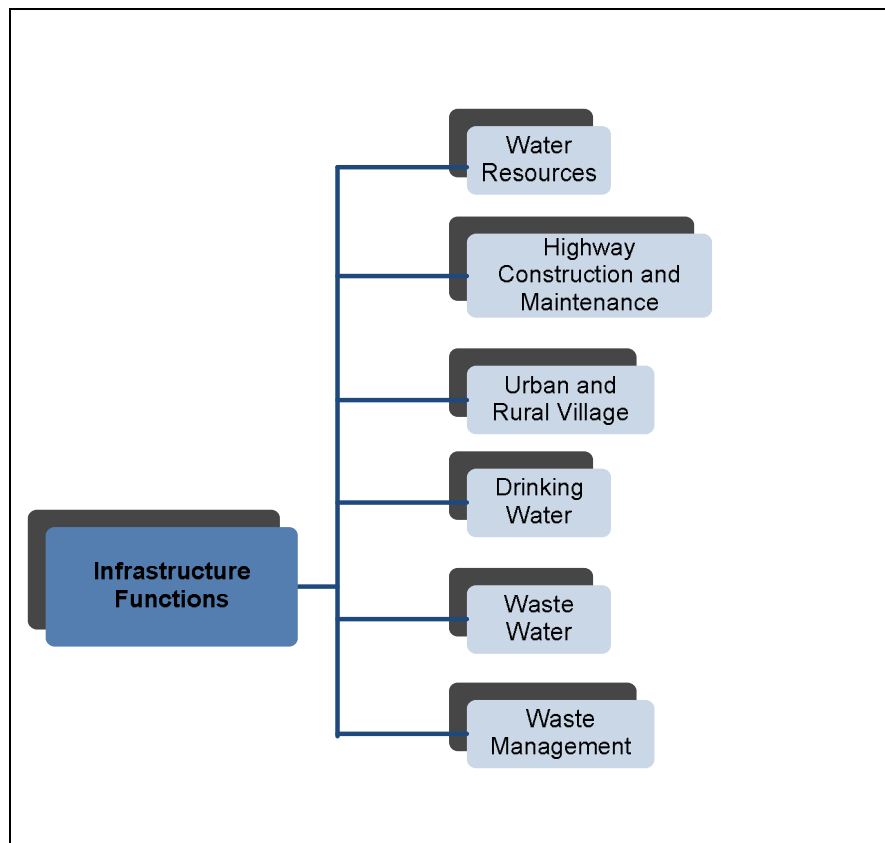 Water
Resources
Highway
Construction and
Maintenance
Urban and
Rural Village
Drinking
Water
Infrastructure
Functions
Waste
Water
Waste
Management